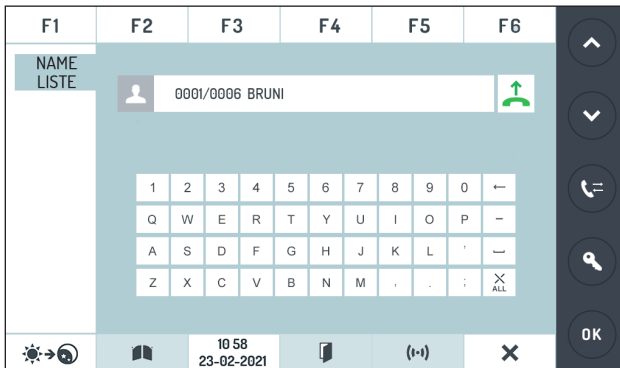 F1 F2 F3 F4 F5 F6
NAME
LISTE
0001/0006 BRUNI
1 2 3 4 5 6 7 8 9 0 ←
Q W E R T Y U I O P –
A S D F G H J K L '
Z X C V B N M , . ;
ALL
OK
10 58
23-02-2021